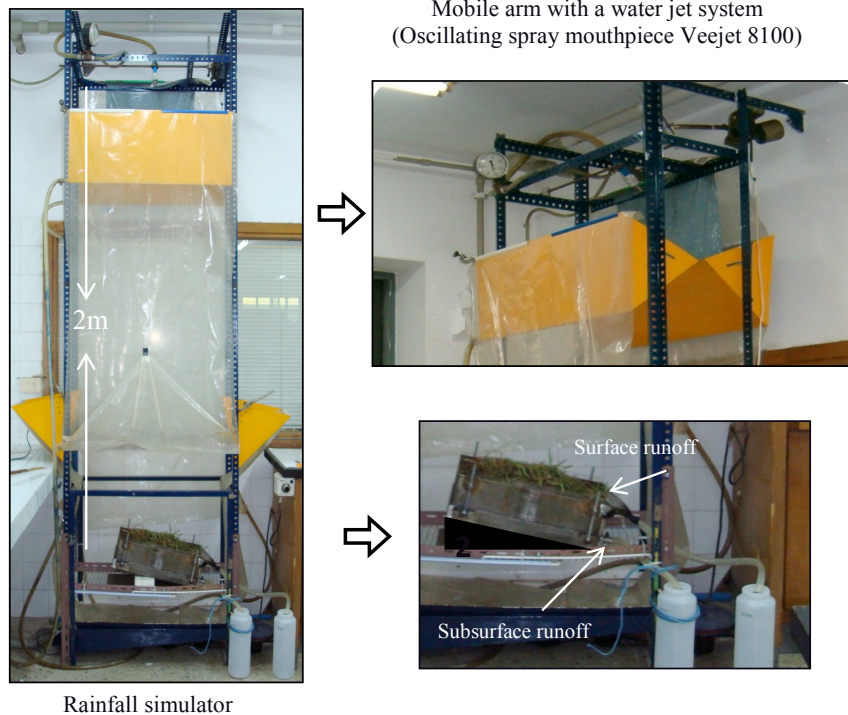 Mobile arm with a water jet system
(Oscillating spray mouthpiece Veejet 8100)
2m
Surface runoff
2
Subsurface runoff
Rainfall simulator